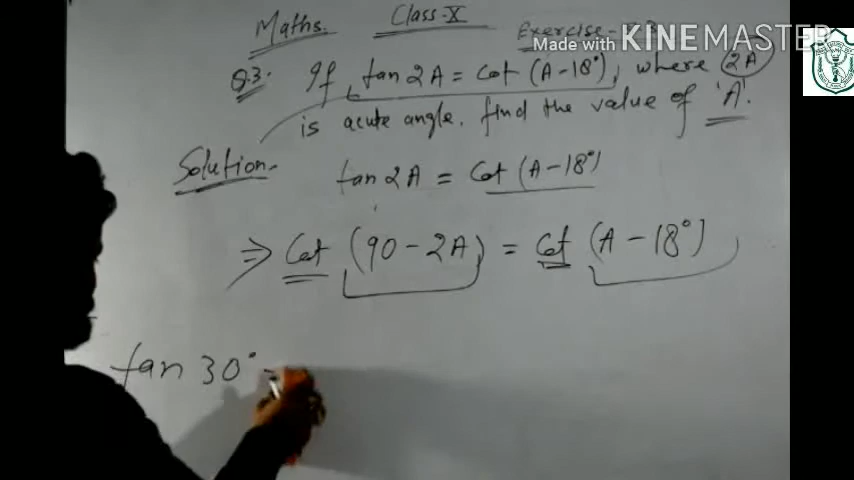 Maths. Class-X Exercise-
Made with KINEMASTER
Q.3. If tan 2A = Cot (A-18°), where 2A
is acute angle. find the value of 'A'.
Solution- tan 2A = Cot (A-18°)
⇒ Cot (90-2A) = Cot (A-18°)
tan 30° =